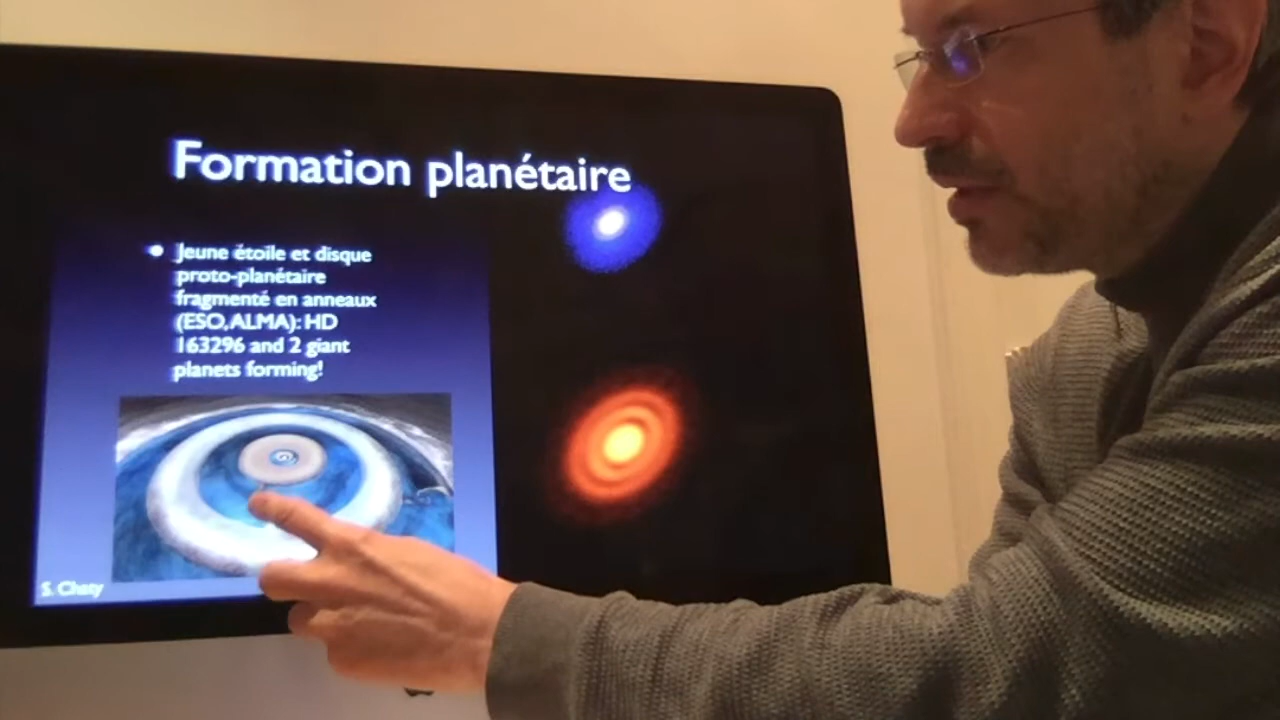 Formation planétaire
• Jeune étoile et disque
proto-planétaire
fragmenté en anneaux
(ESO, ALMA): HD
163296 and 2 giant
planets forming!
S. Chaty